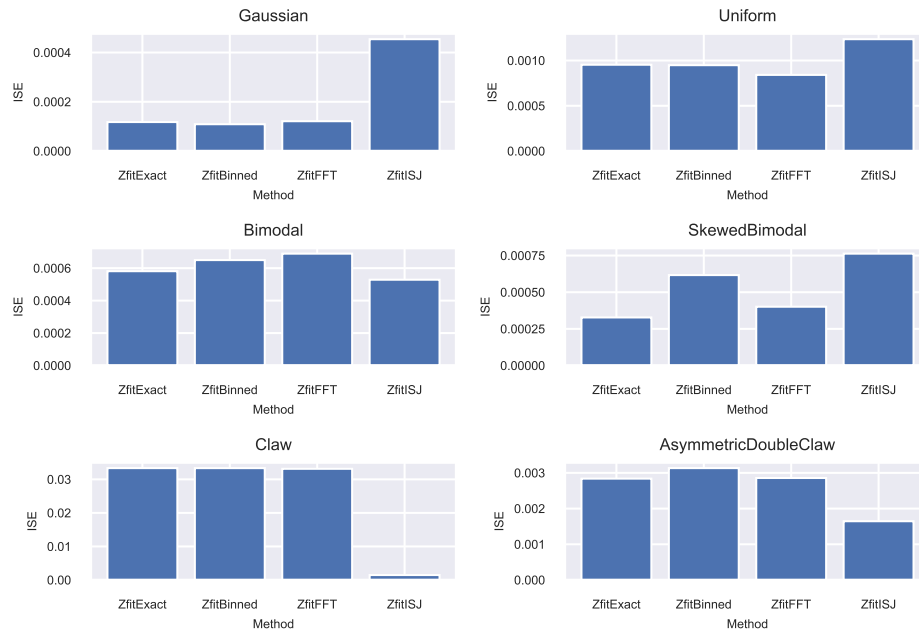 Gaussian
ISE
0.0004
0.0002
0.0000
ZfitExact ZfitBinned ZfitFFT ZfitISJ
Method
Uniform
ISE
0.0010
0.0005
0.0000
ZfitExact ZfitBinned ZfitFFT ZfitISJ
Method
Bimodal
ISE
0.0006
0.0004
0.0002
0.0000
ZfitExact ZfitBinned ZfitFFT ZfitISJ
Method
SkewedBimodal
ISE
0.00075
0.00050
0.00025
0.00000
ZfitExact ZfitBinned ZfitFFT ZfitISJ
Method
Claw
ISE
0.03
0.02
0.01
0.00
ZfitExact ZfitBinned ZfitFFT ZfitISJ
Method
AsymmetricDoubleClaw
ISE
0.003
0.002
0.001
0.000
ZfitExact ZfitBinned ZfitFFT ZfitISJ
Method